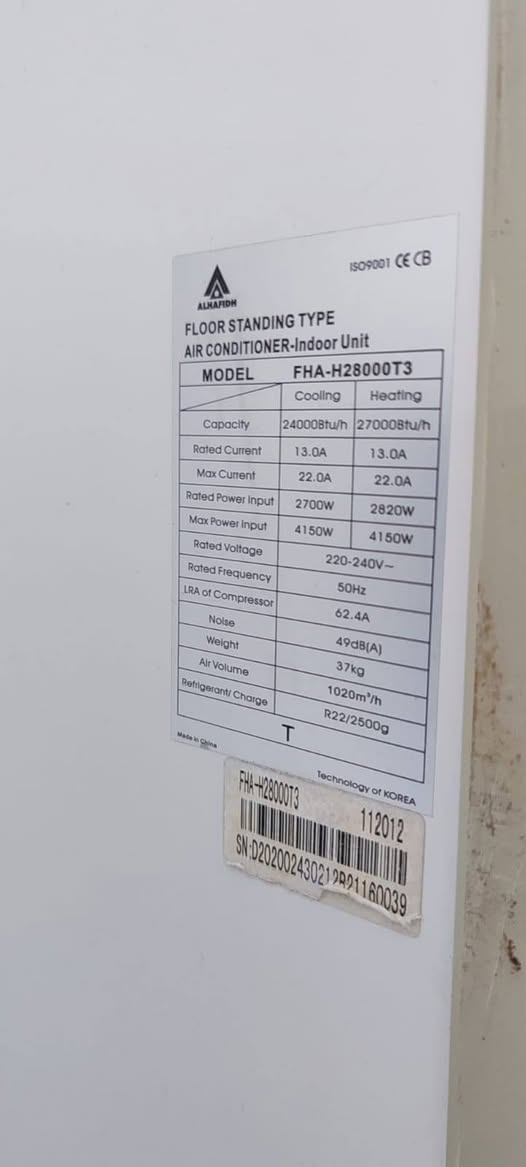 ISO9001 CE CB
ALHAFIDH
FLOOR STANDING TYPE
AIR CONDITIONER-Indoor Unit
MODEL FHA-H28000T3
Cooling Heating
Capacity 24000Btu/h 27000Btu/h
Rated Current 13.0A 13.0A
Max Current 22.0A 22.0A
Rated Power Input 2700W 2820W
Max Power Input 4150W 4150W
Rated Voltage 220-240V~
Rated Frequency 50Hz
LRA of Compressor 62.4A
Noise 49dB(A)
Weight 37kg
Air Volume 1020m³/h
Refrigerant/ Charge R22/2500g
T
Made in China
Technology of KOREA
FHA-H28000T3 112012